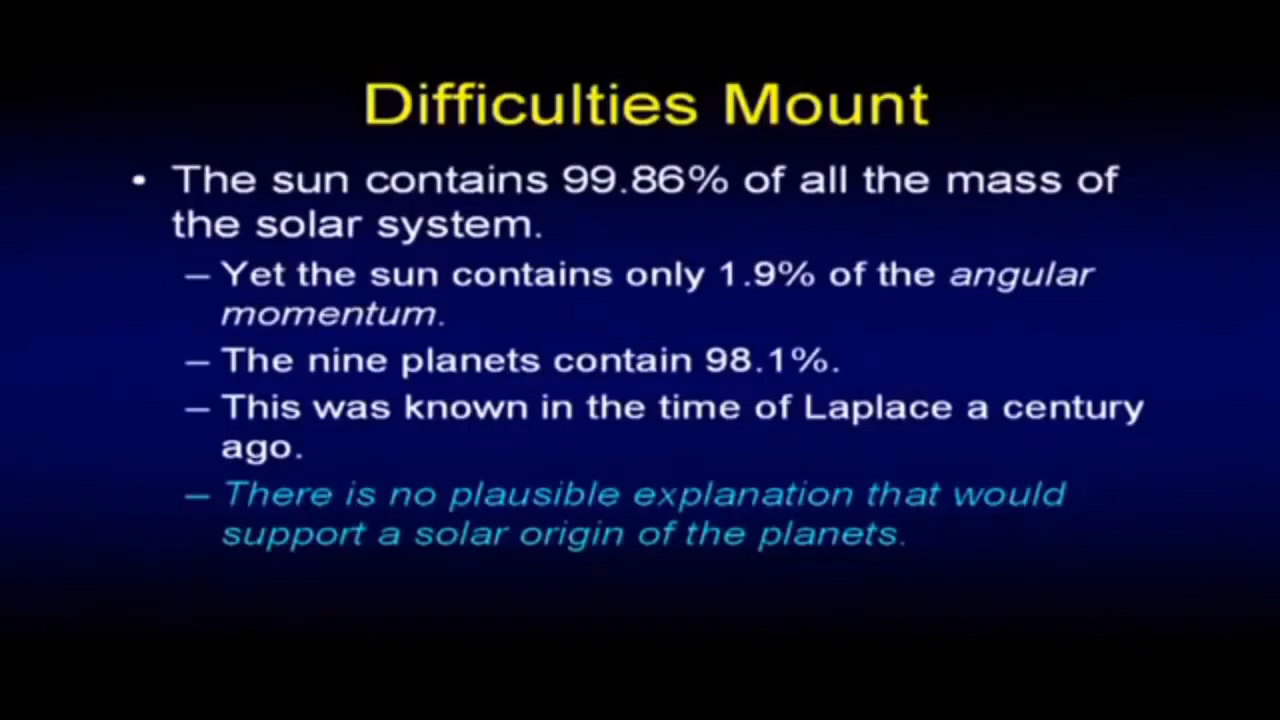 Difficulties Mount
• The sun contains 99.86% of all the mass of
the solar system.
– Yet the sun contains only 1.9% of the angular
momentum.
– The nine planets contain 98.1%.
– This was known in the time of Laplace a century
ago.
– There is no plausible explanation that would
support a solar origin of the planets.